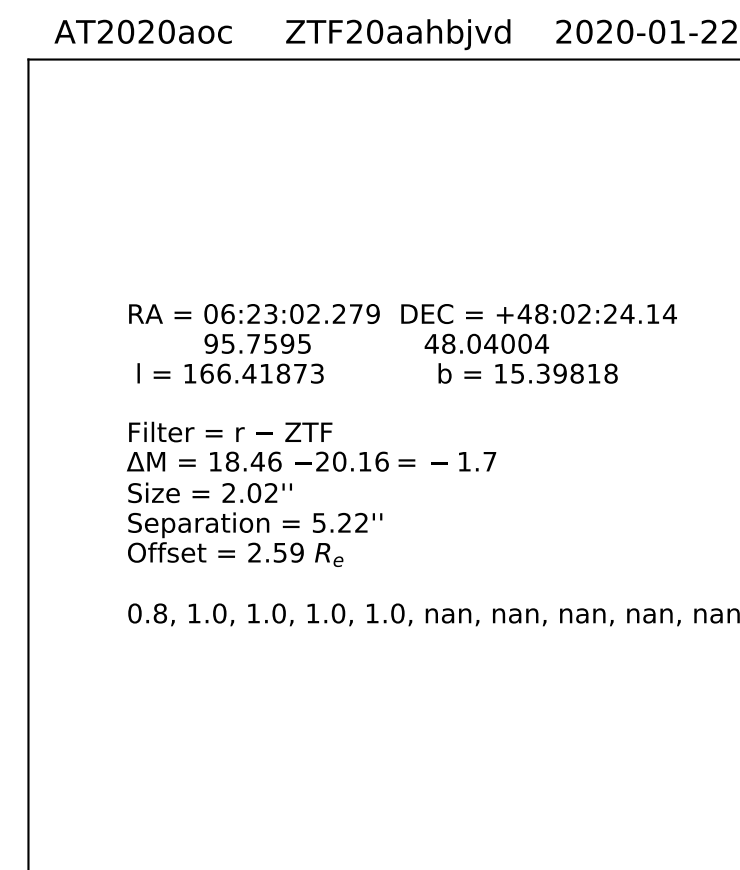 AT2020aoc ZTF20aahbjvd 2020-01-22
RA = 06:23:02.279 DEC = +48:02:24.14
95.7595 48.04004
l = 166.41873 b = 15.39818
Filter = r − ZTF
ΔM = 18.46 −20.16 = − 1.7
Size = 2.02''
Separation = 5.22''
Offset = 2.59 Rₑ
0.8, 1.0, 1.0, 1.0, 1.0, nan, nan, nan, nan, nan